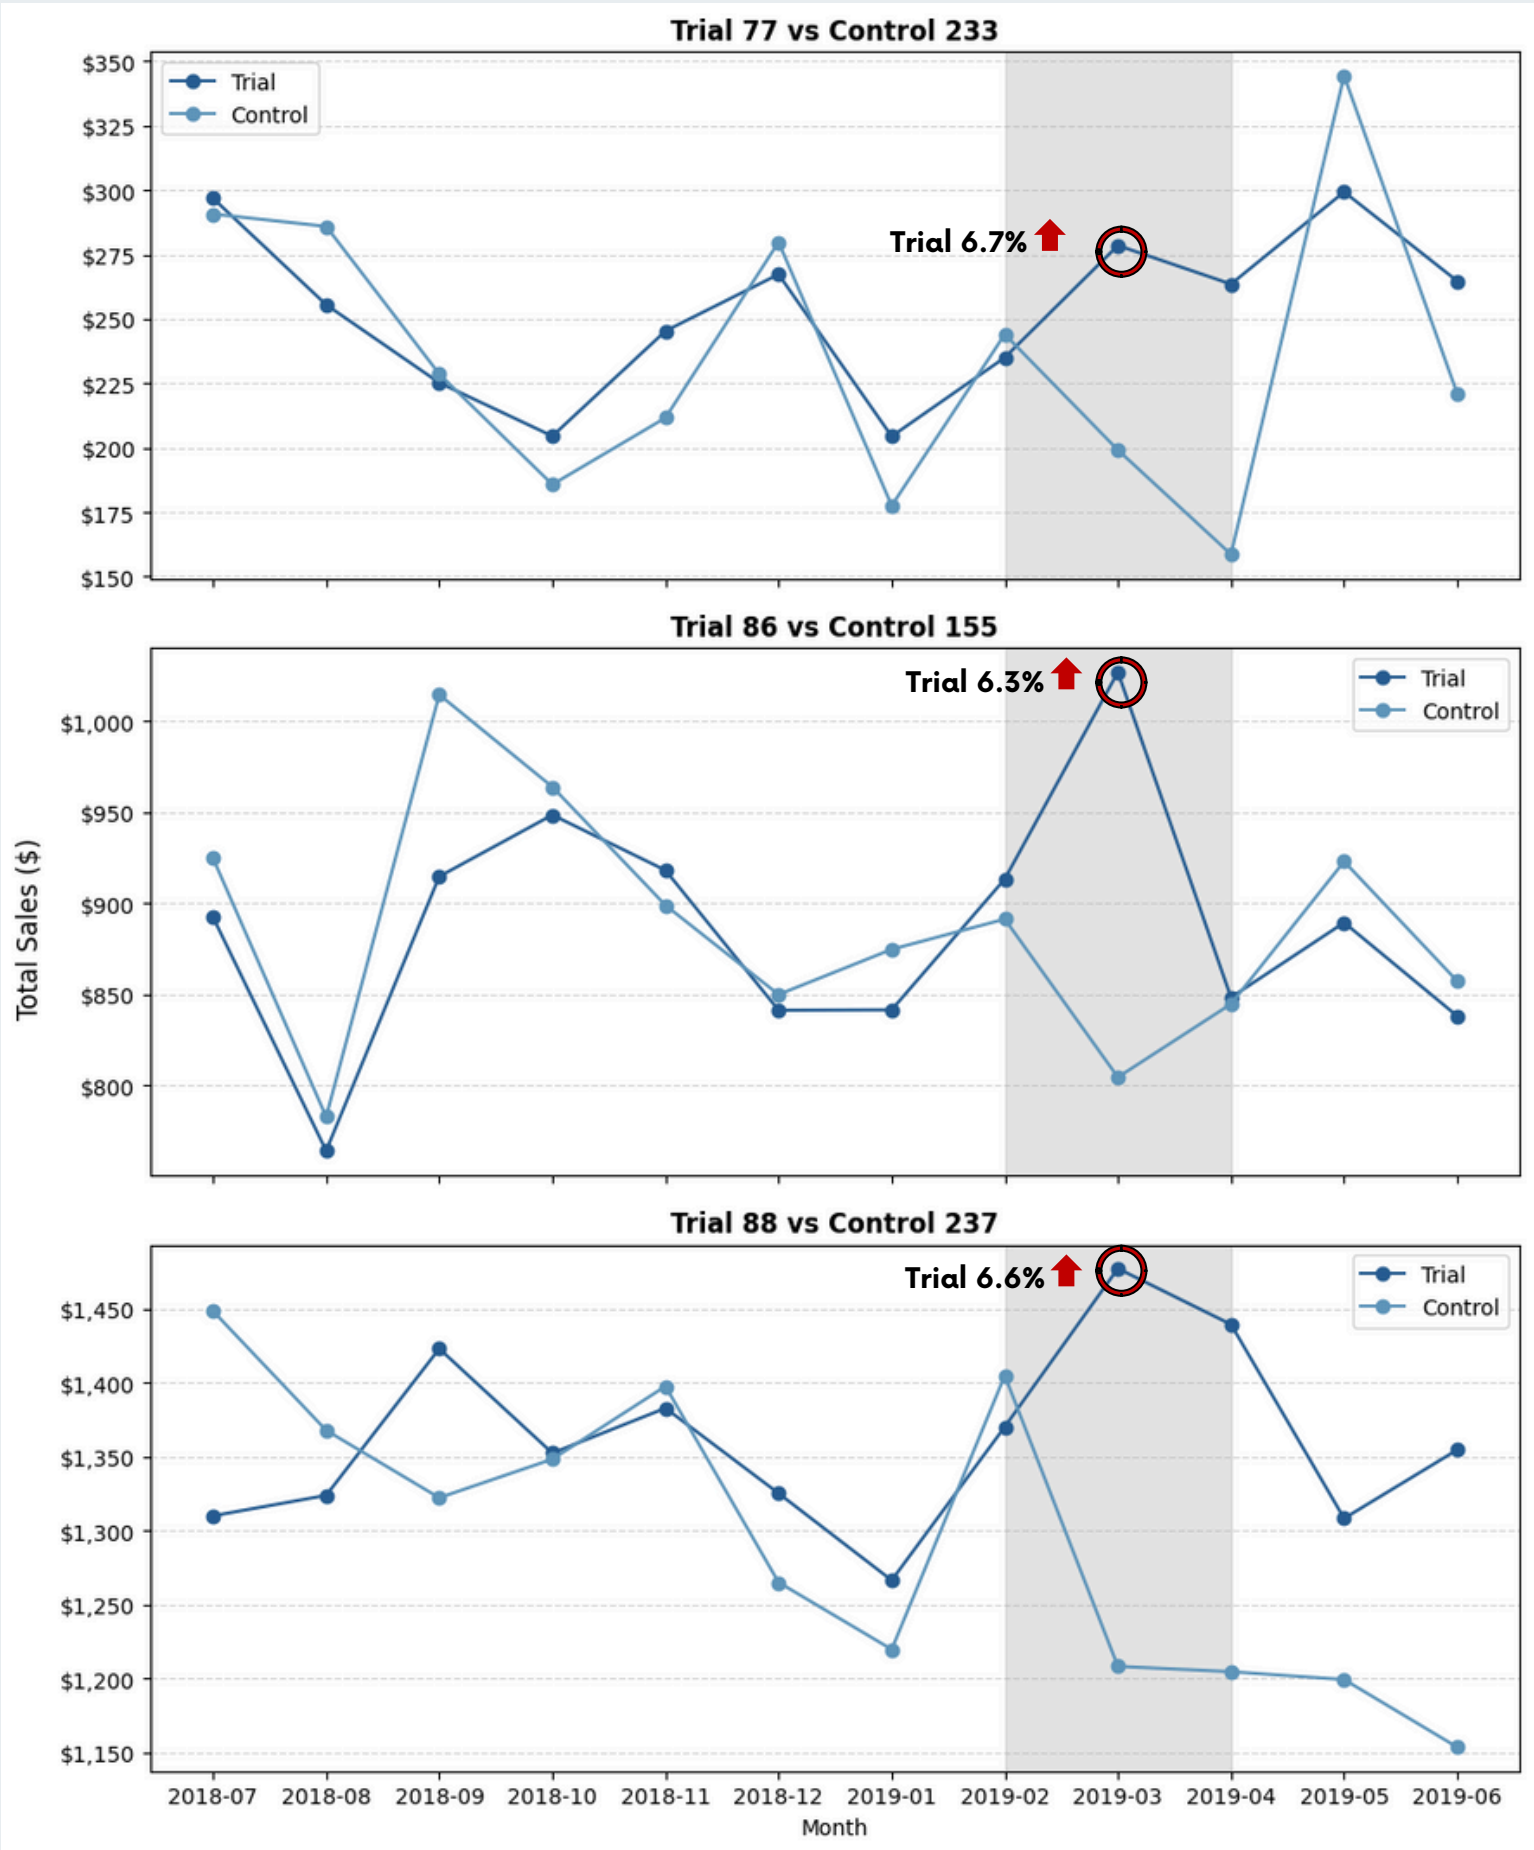 Trial 77 vs Control 233
$350
$325
$300
$275
$250
$225
$200
$175
$150
Trial
Control
Trial 6.7%
Trial 86 vs Control 155
$1,000
$950
$900
$850
$800
Trial
Control
Trial 6.3%
Total Sales ($)
Trial 88 vs Control 237
$1,450
$1,400
$1,350
$1,300
$1,250
$1,200
$1,150
Trial
Control
Trial 6.6%
2018-07 2018-08 2018-09 2018-10 2018-11 2018-12 2019-01 2019-02 2019-03 2019-04 2019-05 2019-06
Month